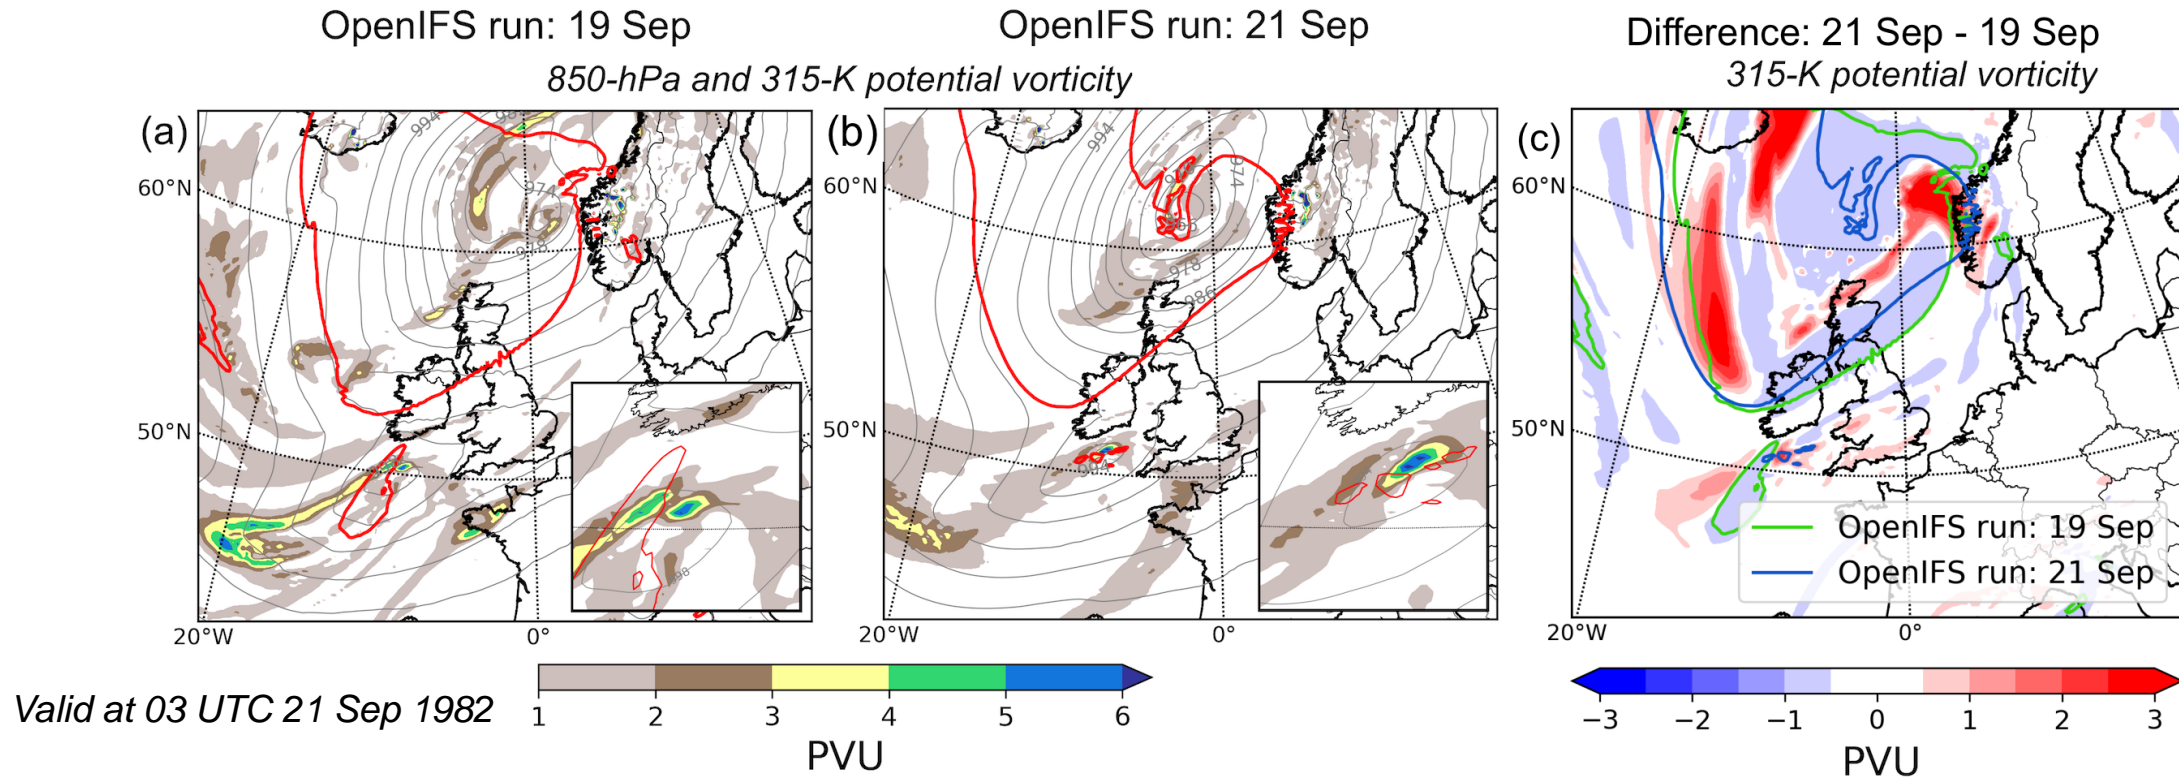 OpenIFS run: 19 Sep
OpenIFS run: 21 Sep
Difference: 21 Sep - 19 Sep
850-hPa and 315-K potential vorticity
315-K potential vorticity
(a)
(b)
(c)
994
974
978
60°N
50°N
20°W
0°
994
974
978
986
994
60°N
50°N
20°W
0°
60°N
50°N
20°W
0°
OpenIFS run: 19 Sep
OpenIFS run: 21 Sep
Valid at 03 UTC 21 Sep 1982
1 2 3 4 5 6
PVU
−3 −2 −1 0 1 2 3
PVU